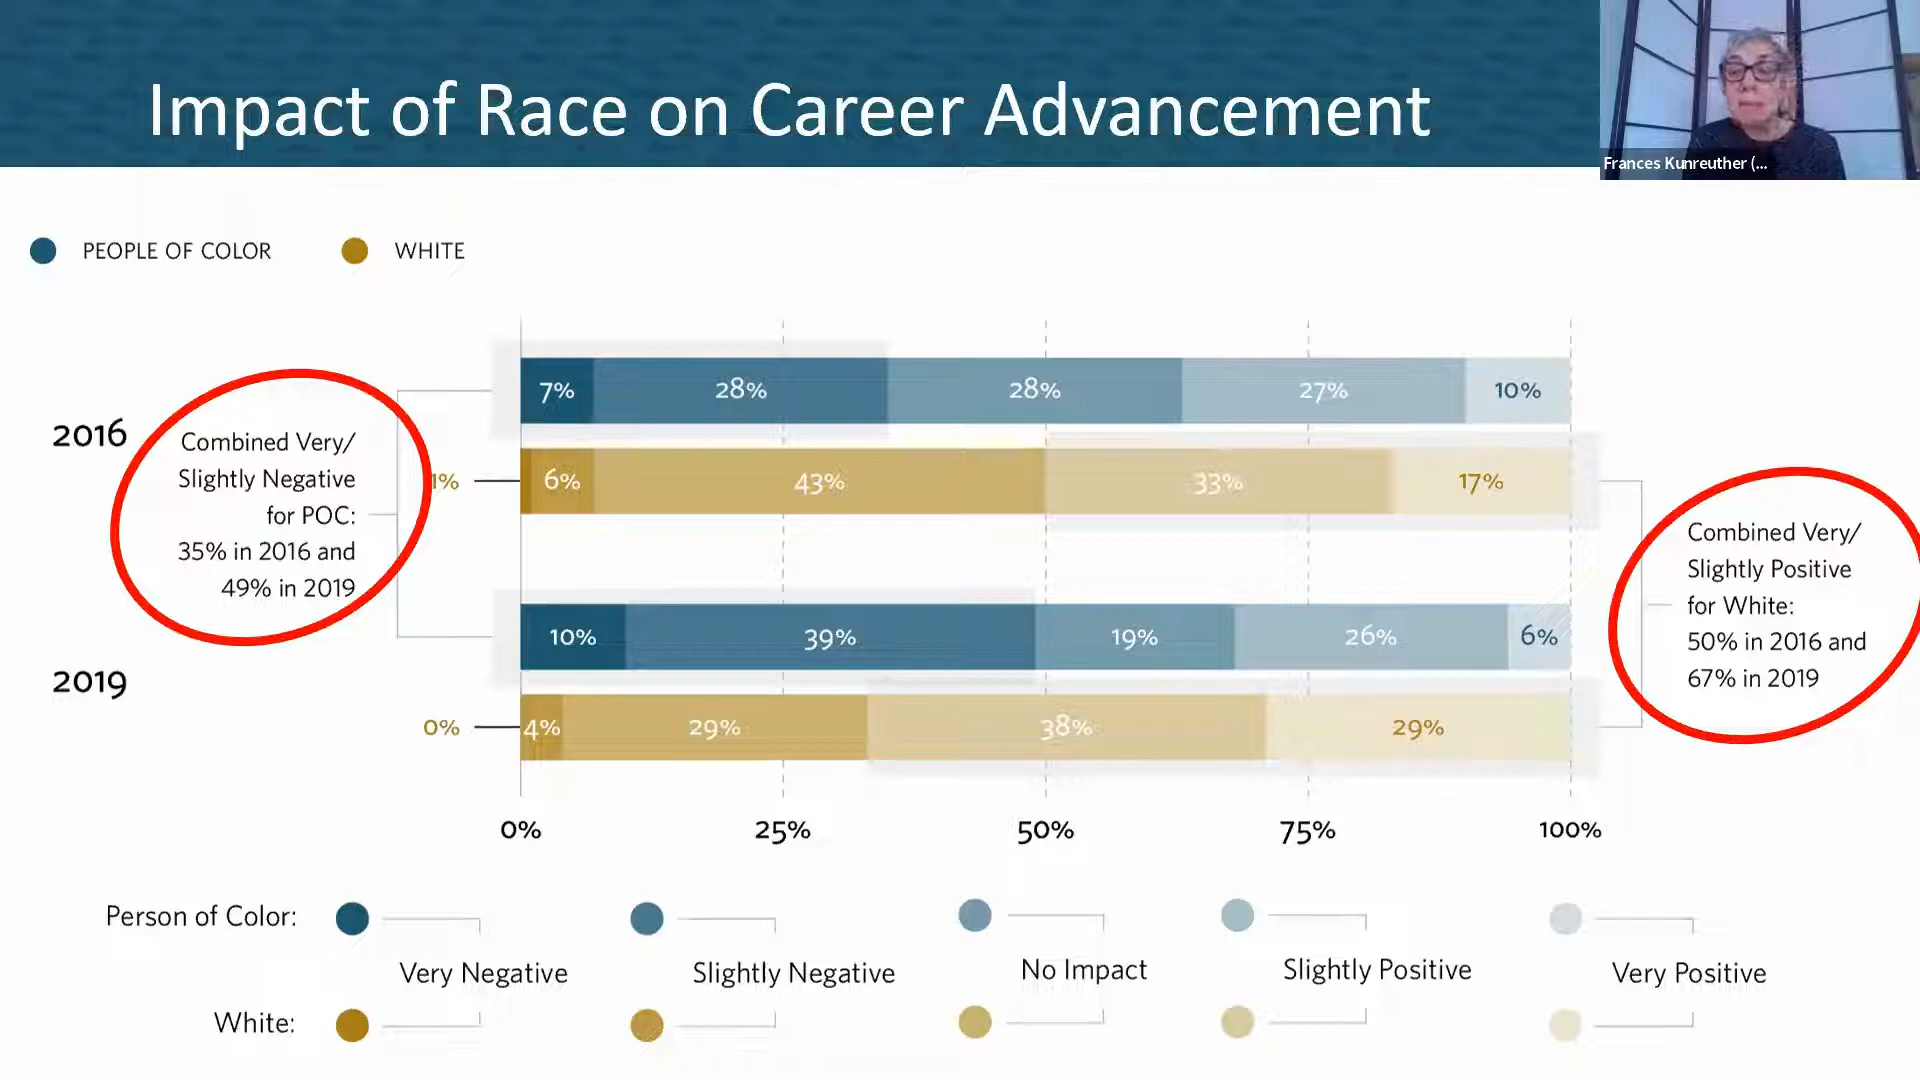 Impact of Race on Career Advancement
Frances Kunreuther (...
PEOPLE OF COLOR
WHITE
2016
Combined Very/
Slightly Negative
for POC:
35% in 2016 and
49% in 2019
7% 28% 28% 27% 10%
1% 6% 43% 33% 17%
Combined Very/
Slightly Positive
for White:
50% in 2016 and
67% in 2019
2019
10% 39% 19% 26% 6%
0% 4% 29% 38% 29%
0% 25% 50% 75% 100%
Person of Color:
Very Negative Slightly Negative No Impact Slightly Positive Very Positive
White: